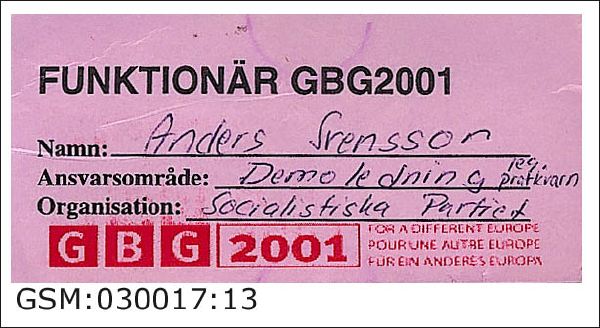 FUNKTIONÄR GBG2001
Namn: Anders Svensson
Ansvarsområde: Demoledning pratkvarn
Organisation: Socialistiska Partiet
GBG 2001
FOR A DIFFERENT EUROPE
POUR UNE AUTRE EUROPE
FÜR EIN ANDERES EUROPA
GSM:030017:13